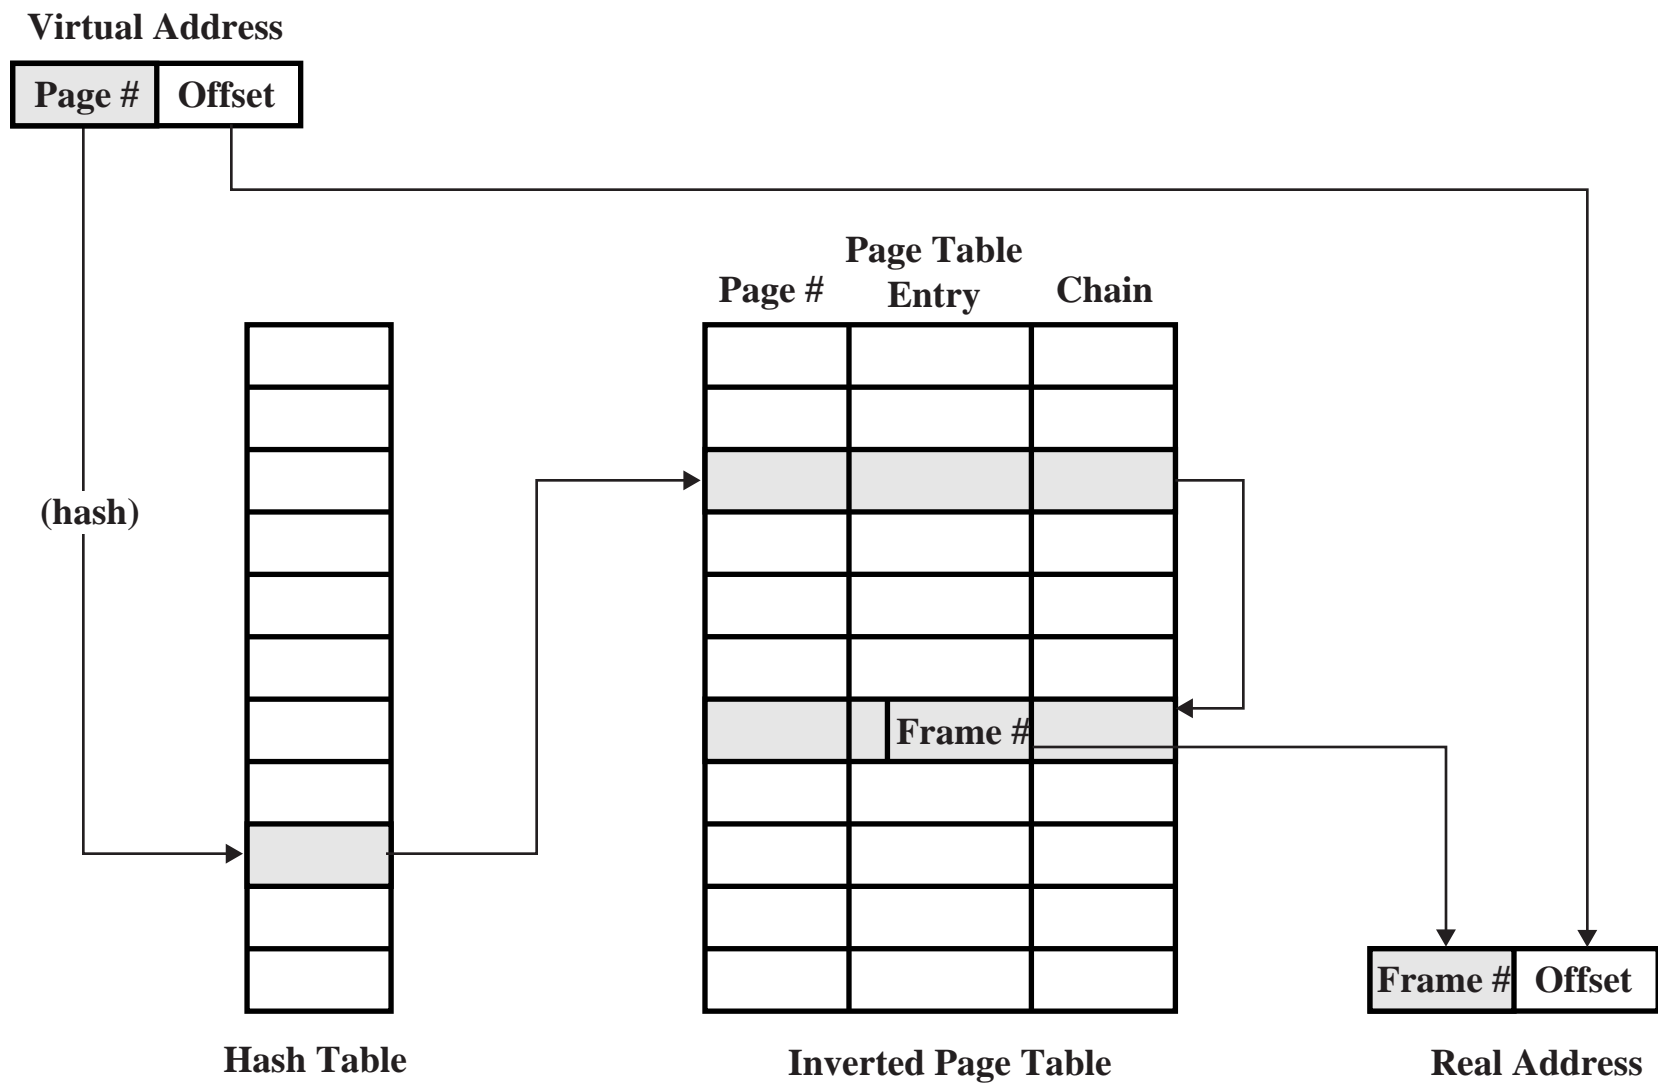 Virtual Address
Page # Offset
Page Table
Page # Entry Chain
(hash)
Frame #
Frame # Offset
Hash Table Inverted Page Table Real Address